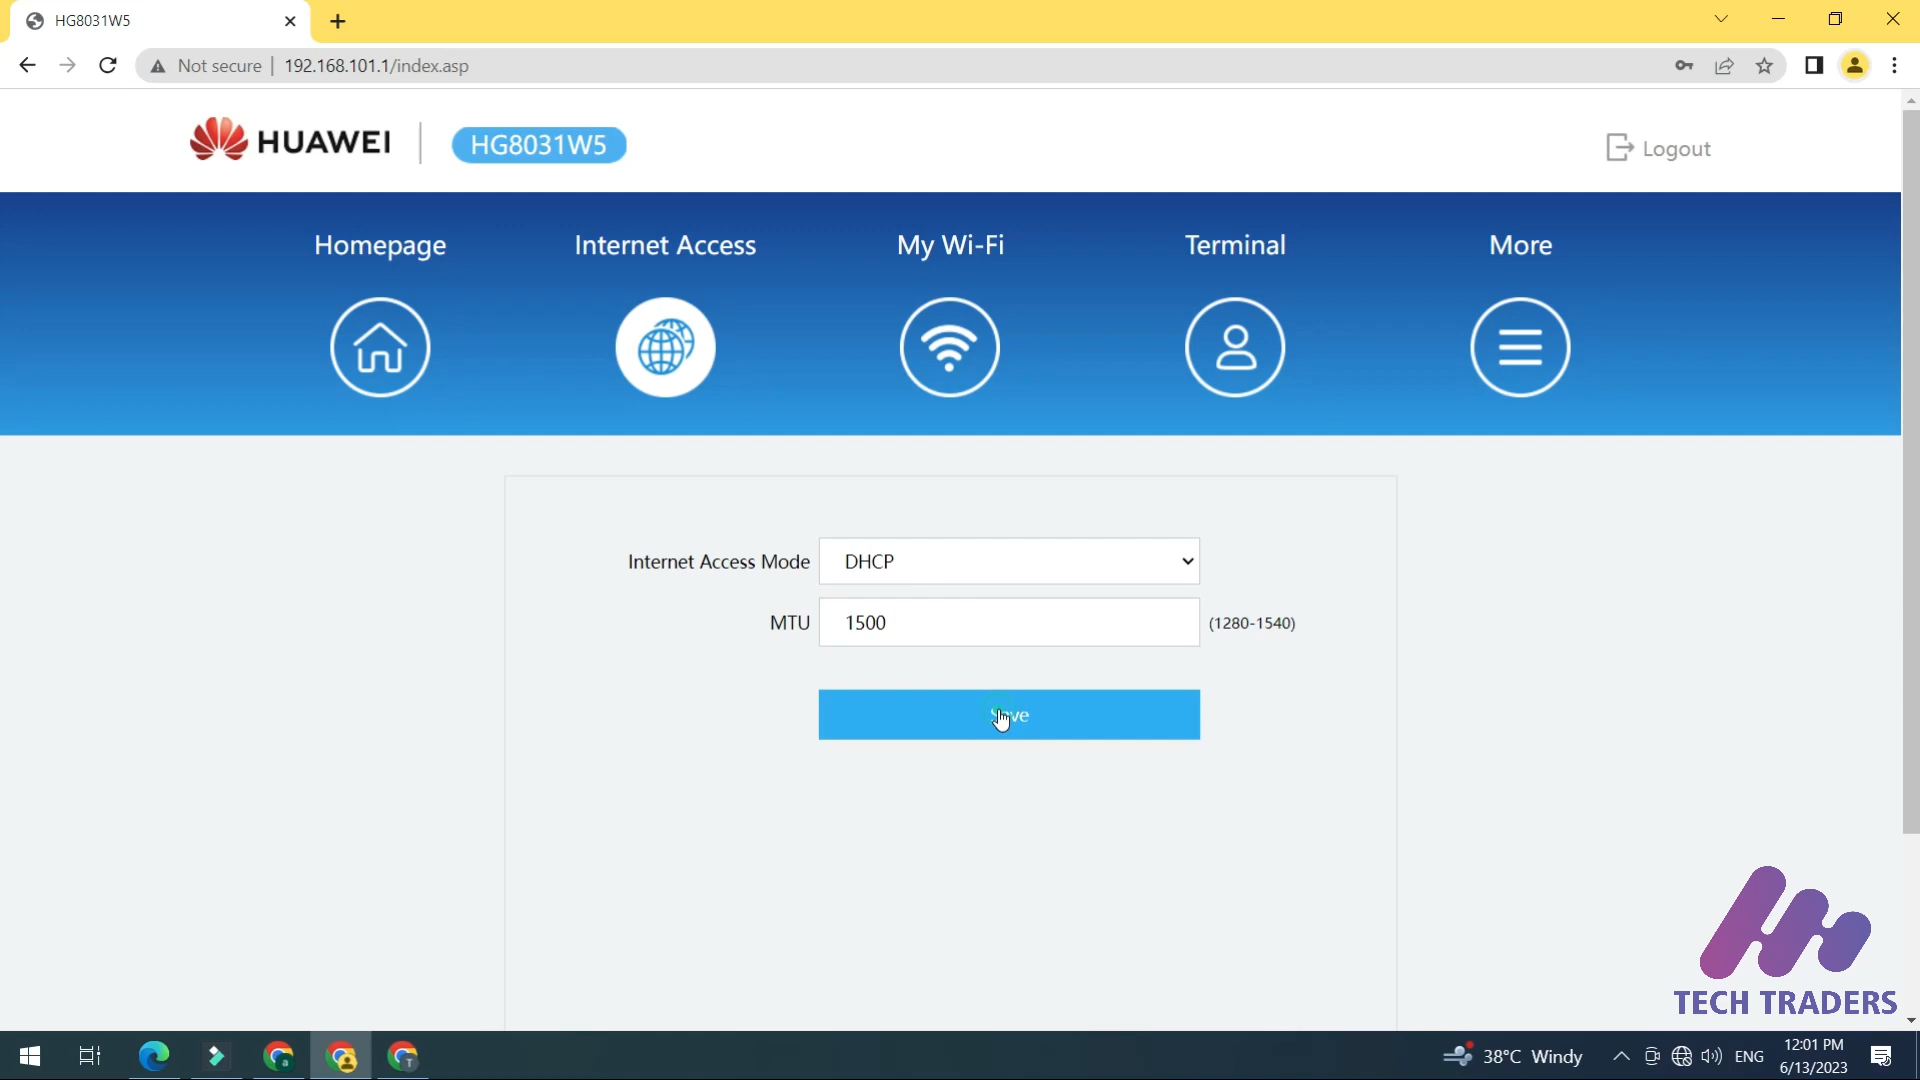 HG8031W5
Not secure | 192.168.101.1/index.asp
HUAWEI
HG8031W5
Logout
Homepage
Internet Access
My Wi-Fi
Terminal
More
Internet Access Mode DHCP
MTU 1500 (1280-1540)
Save
TECH TRADERS
38°C Windy
ENG
12:01 PM
6/13/2023